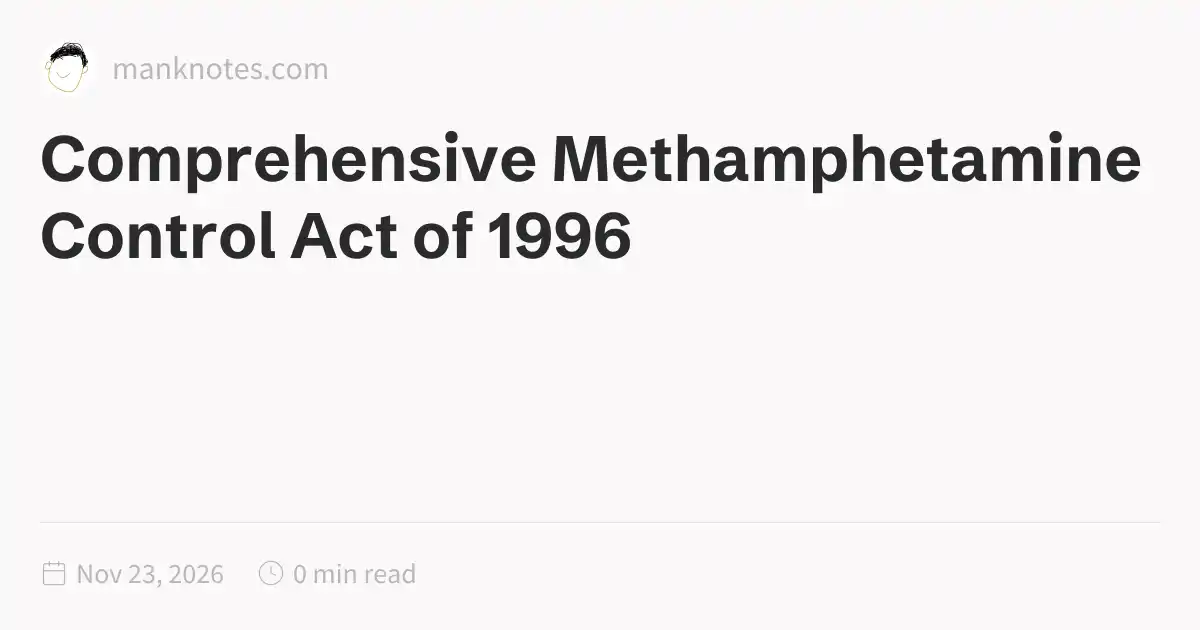 manknotes.com
Comprehensive Methamphetamine
Control Act of 1996
Nov 23, 2026 0 min read